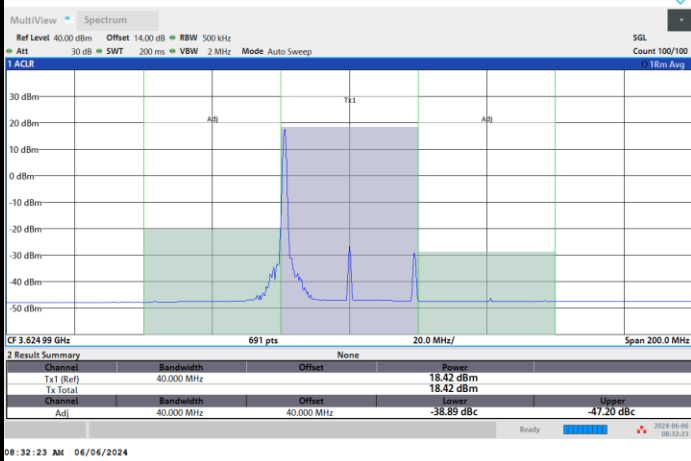 MultiView Spectrum
Ref Level 40.00 dBm Offset 14.00 dB RBW 500 kHz SGL
Att 30 dB SWT 200 ms VBW 2 MHz Mode Auto Sweep Count 100/100
1 ACLR 1Rm Avg
30 dBm
Tx1
20 dBm
Adj Adj
10 dBm
0 dBm
-10 dBm
-20 dBm
-30 dBm
-40 dBm
-50 dBm
CF 3.624 99 GHz 691 pts 20.0 MHz/ Span 200.0 MHz
2 Result Summary None
Channel Bandwidth Offset Power
Tx1 (Ref) 40.000 MHz 18.42 dBm
Tx Total 18.42 dBm
Channel Bandwidth Offset Lower Upper
Adj 40.000 MHz 40.000 MHz -38.89 dBc -47.20 dBc
Ready 2024-06-06
08:32:23
08:32:23 AM 06/06/2024